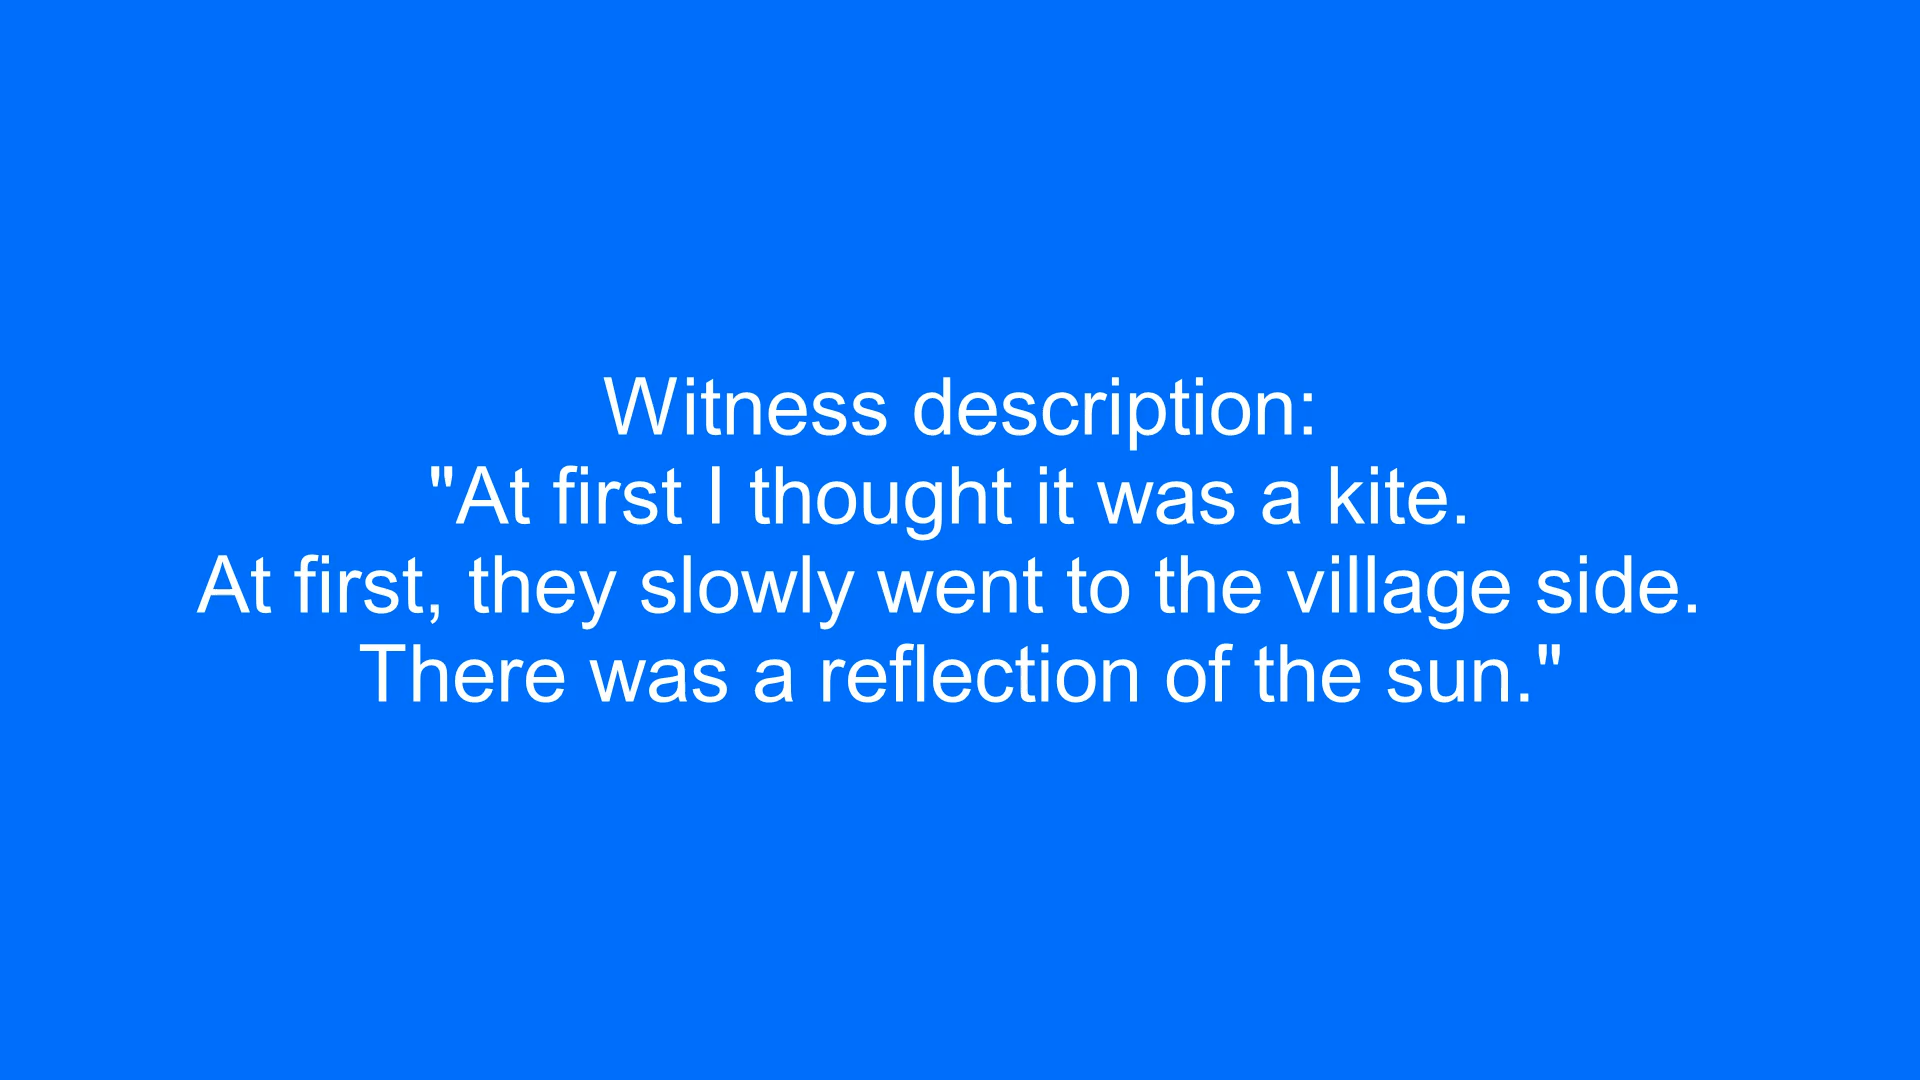 Witness description:
"At first I thought it was a kite.
At first, they slowly went to the village side.
There was a reflection of the sun."